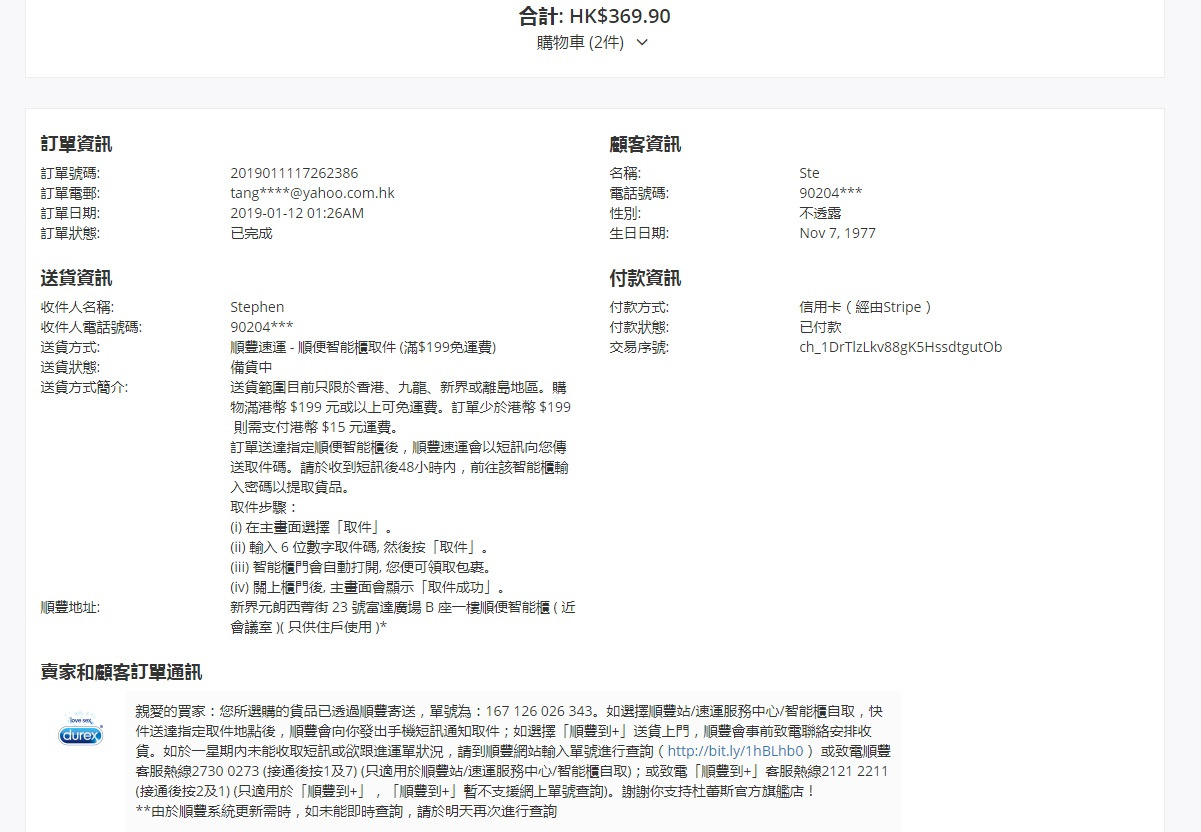 合計: HK$369.90
購物車 (2件)
訂單資訊
訂單號碼: 2019011117262386
訂單電郵: tang****@yahoo.com.hk
訂單日期: 2019-01-12 01:26AM
訂單狀態: 已完成
顧客資訊
名稱: Ste
電話號碼: 90204***
性別: 不透露
生日日期: Nov 7, 1977
送貨資訊
收件人名稱: Stephen
收件人電話號碼: 90204***
送貨方式: 順豐速運 - 順便智能櫃取件 (滿$199免運費)
送貨狀態: 備貨中
送貨方式簡介: 送貨範圍目前只限於香港、九龍、新界或離島地區。購
物滿港幣 $199 元或以上可免運費。訂單少於港幣 $199
則需支付港幣 $15 元運費。
訂單送達指定順便智能櫃後，順豐速運會以短訊向您傳
送取件碼。請於收到短訊後48小時內，前往該智能櫃輸
入密碼以提取貨品。
取件步驟：
(i) 在主畫面選擇「取件」。
(ii) 輸入 6 位數字取件碼, 然後按「取件」。
(iii) 智能櫃門會自動打開, 您便可領取包裹。
(iv) 關上櫃門後, 主畫面會顯示「取件成功」。
順豐地址: 新界元朗西菁街 23 號富達廣場 B 座一樓順便智能櫃 ( 近
會議室 )( 只供住戶使用 )*
付款資訊
付款方式: 信用卡（經由Stripe）
付款狀態: 已付款
交易序號: ch_1DrTlzLkv88gK5HssdtgutOb
賣家和顧客訂單通訊
love sex
durex
親愛的買家：您所選購的貨品已透過順豐寄送，單號為：167 126 026 343。如選擇順豐站/速運服務中心/智能櫃自取，快
件送達指定取件地點後，順豐會向你發出手機短訊通知取件；如選擇「順豐到+」送貨上門，順豐會事前致電聯絡安排收
貨。如於一星期內未能收取短訊或欲跟進運單狀況，請到順豐網站輸入單號進行查詢（http://bit.ly/1hBLhb0）或致電順豐
客服熱線2730 0273 (接通後按1及7) (只適用於順豐站/速運服務中心/智能櫃自取)；或致電「順豐到+」客服熱線2121 2211
(接通後按2及1) (只適用於「順豐到+」，「順豐到+」暫不支援網上單號查詢)。謝謝你支持杜蕾斯官方旗艦店！
**由於順豐系統更新需時，如未能即時查詢，請於明天再次進行查詢